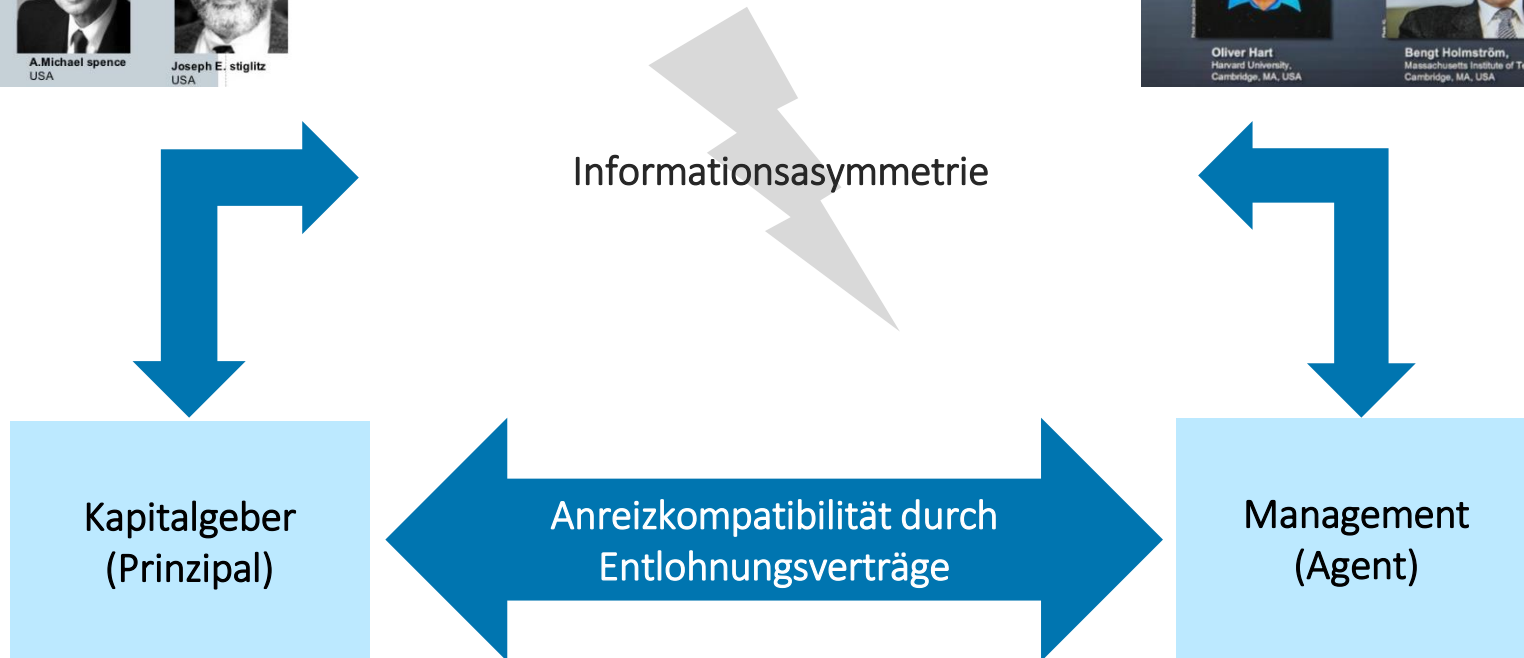 A.Michael spence
USA
Joseph E. stiglitz
USA
Oliver Hart
Harvard University,
Cambridge, MA, USA
Bengt Holmström,
Massachusetts Institute of Te
Cambridge, MA, USA
Informationsasymmetrie
Kapitalgeber
(Prinzipal)
Anreizkompatibilität durch
Entlohnungsverträge
Management
(Agent)